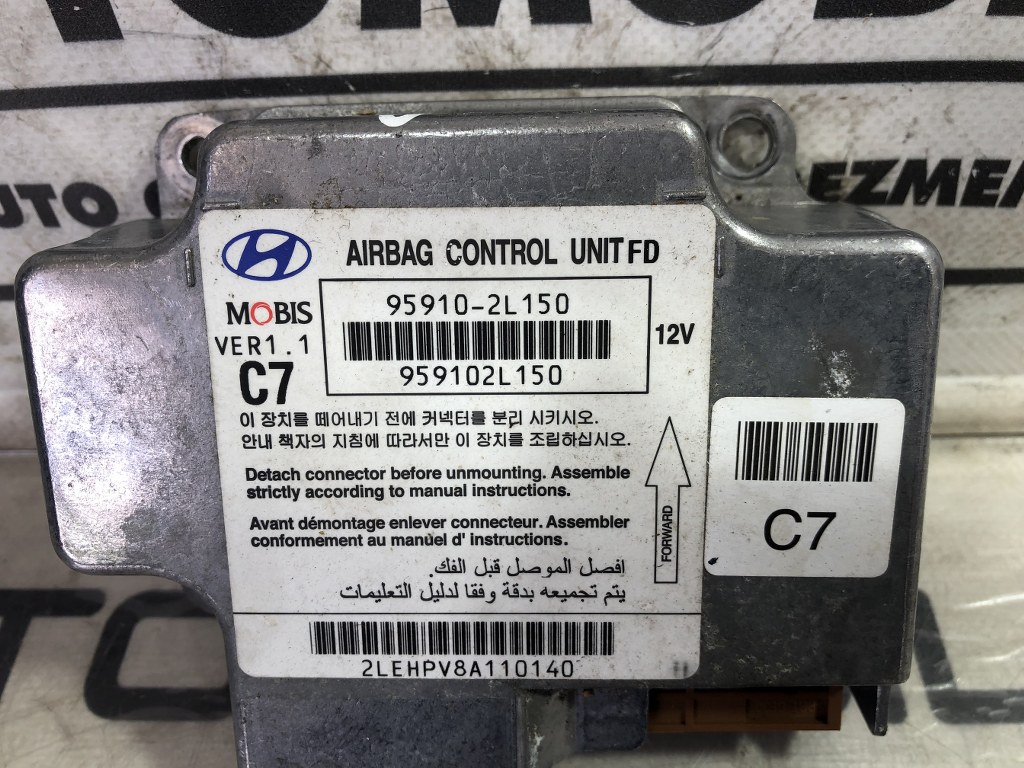 AUTO
EZMEN
AIRBAG CONTROL UNIT FD
MOBIS
VER1.1
C7
95910-2L150
959102L150
12V
이 장치를 떼어내기 전에 커넥터를 분리 시키시오.
안내 책자의 지침에 따라서만 이 장치를 조립하십시오.
Detach connector before unmounting. Assemble
strictly according to manual instructions.
Avant démontage enlever connecteur. Assembler
conformement au manuel d' instructions.
إفصل الموصل قبل الفك.
يتم تجميعه بدقة وفقا لدليل التعليمات
FORWARD
2LEHPV8A110140
C7